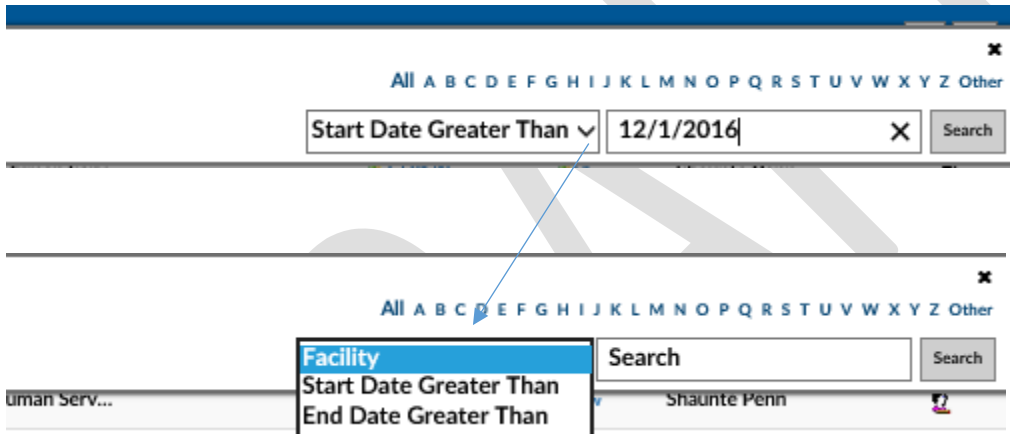 All A B C D E F G H I J K L M N O P Q R S T U V W X Y Z Other
Start Date Greater Than 12/1/2016 Search
All A B C D E F G H I J K L M N O P Q R S T U V W X Y Z Other
Facility Search Search
Start Date Greater Than
uman Serv... Shaunte Penn
End Date Greater Than